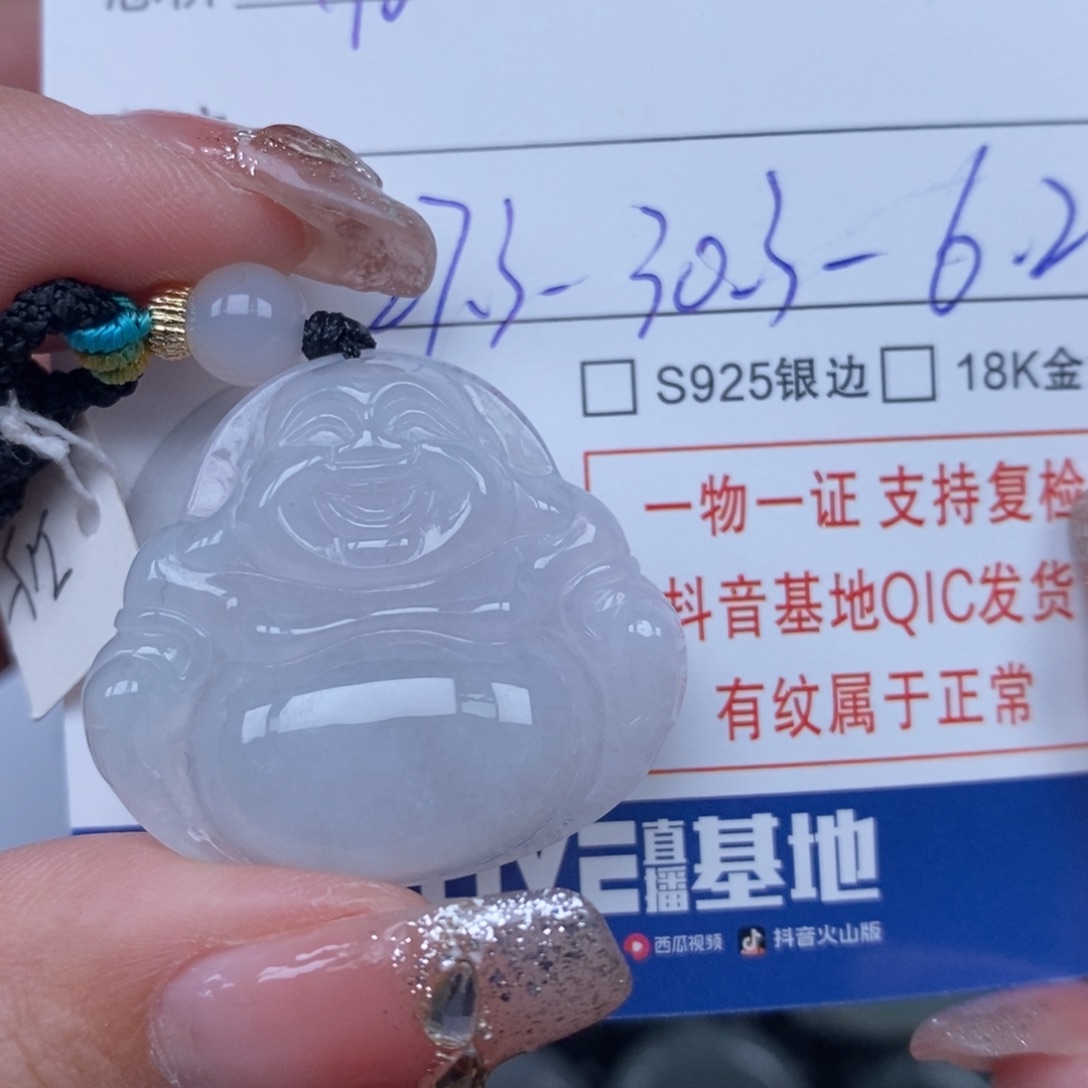 27.3-30.3-6.2
S925银边 18K金
一物一证 支持复检
抖音基地QIC发货
有纹属于正常
直播基地
西瓜视频 抖音火山版